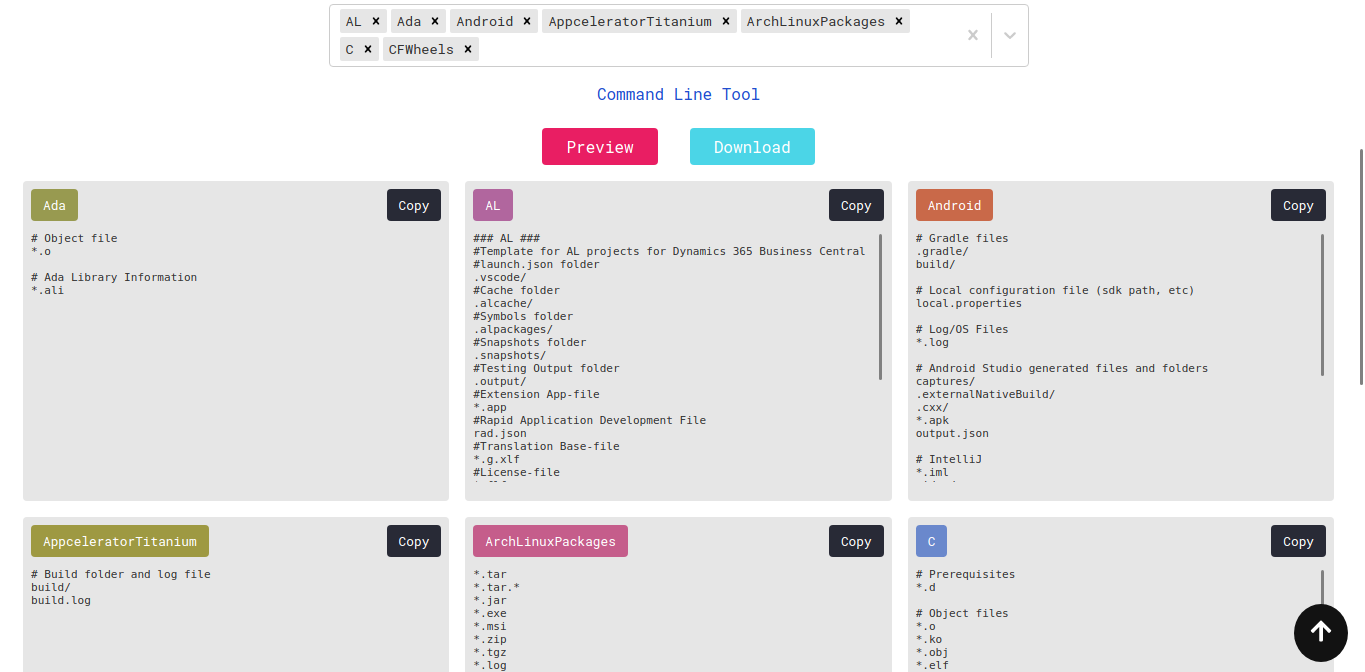 AL × Ada × Android × AppceleratorTitanium × ArchLinuxPackages ×
C × CFWheels ×
Command Line Tool
Preview Download
Ada Copy
# Object file
*.o
# Ada Library Information
*.ali
AL Copy
### AL ###
#Template for AL projects for Dynamics 365 Business Central
#launch.json folder
.vscode/
#Cache folder
.alcache/
#Symbols folder
.alpackages/
#Snapshots folder
.snapshots/
#Testing Output folder
.output/
#Extension App-file
*.app
#Rapid Application Development File
rad.json
#Translation Base-file
*.g.xlf
#License-file
Android Copy
# Gradle files
.gradle/
build/
# Local configuration file (sdk path, etc)
local.properties
# Log/OS Files
*.log
# Android Studio generated files and folders
captures/
.externalNativeBuild/
.cxx/
*.apk
output.json
# IntelliJ
*.iml
AppceleratorTitanium Copy
# Build folder and log file
build/
build.log
ArchLinuxPackages Copy
*.tar
*.tar.*
*.jar
*.exe
*.msi
*.zip
*.tgz
*.log
C Copy
# Prerequisites
*.d
# Object files
*.o
*.ko
*.obj
*.elf